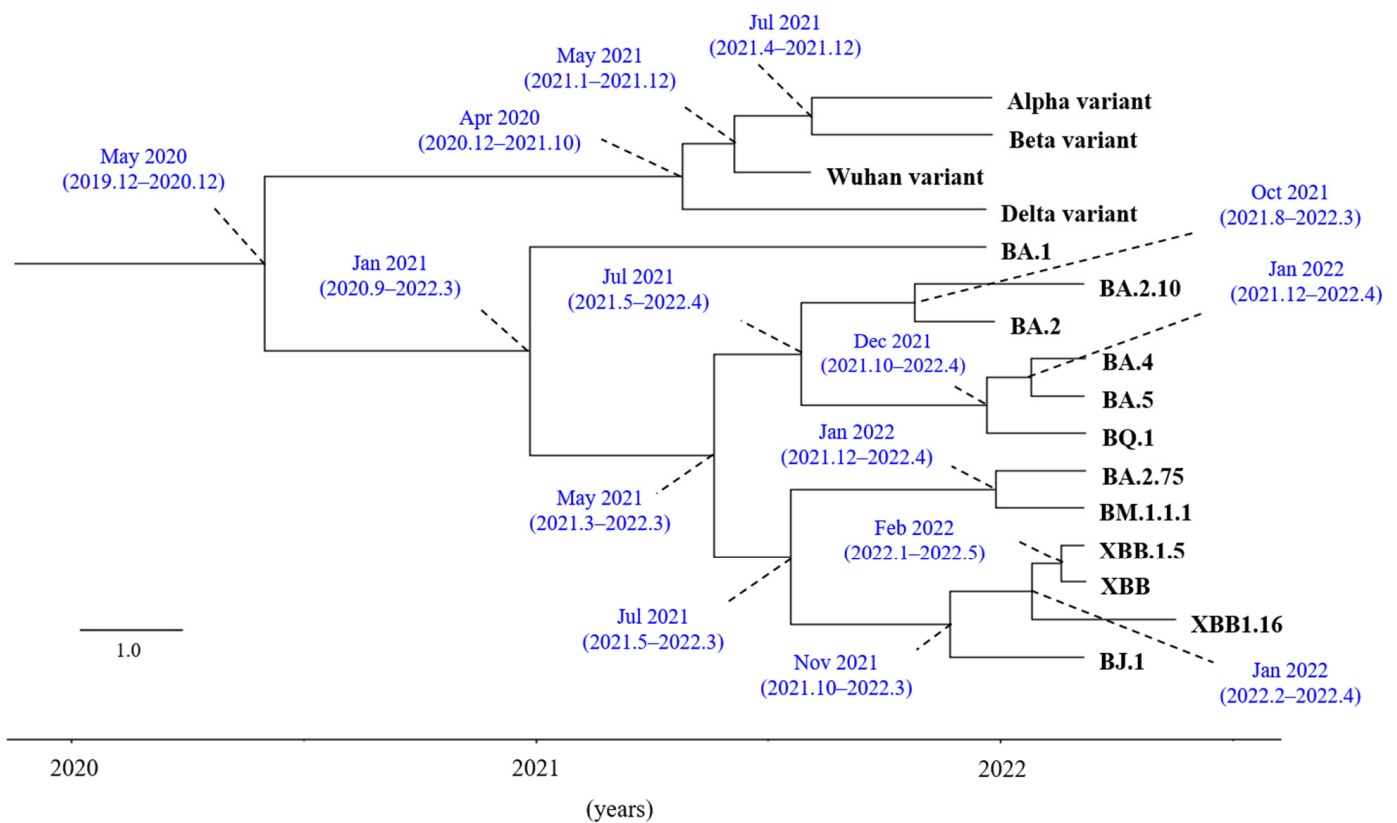 Jul 2021
(2021.4–2021.12)
May 2021
(2021.1–2021.12)
Alpha variant
Apr 2020
(2020.12–2021.10)
Beta variant
May 2020
(2019.12–2020.12)
Wuhan variant
Oct 2021
(2021.8–2022.3)
Delta variant
BA.1
Jan 2021
(2020.9–2022.3)
Jul 2021
(2021.5–2022.4)
Jan 2022
(2021.12–2022.4)
BA.2.10
BA.2
Dec 2021
(2021.10–2022.4)
BA.4
BA.5
BQ.1
Jan 2022
(2021.12–2022.4)
BA.2.75
May 2021
(2021.3–2022.3)
BM.1.1.1
Feb 2022
(2022.1–2022.5)
XBB.1.5
XBB
Jul 2021
(2021.5–2022.3)
XBB1.16
1.0
Nov 2021
(2021.10–2022.3)
BJ.1
Jan 2022
(2022.2–2022.4)
2020
2021
2022
(years)